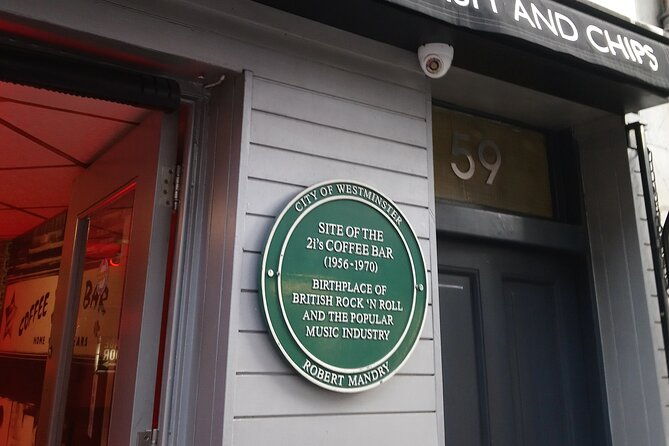 AND CHIPS
59
CITY OF WESTMINSTER
SITE OF THE
2i's COFFEE BAR
(1956-1970)
BIRTHPLACE OF
BRITISH ROCK 'N ROLL
AND THE POPULAR
MUSIC INDUSTRY
ROBERT MANDRY
COFFEE BAR
HOME